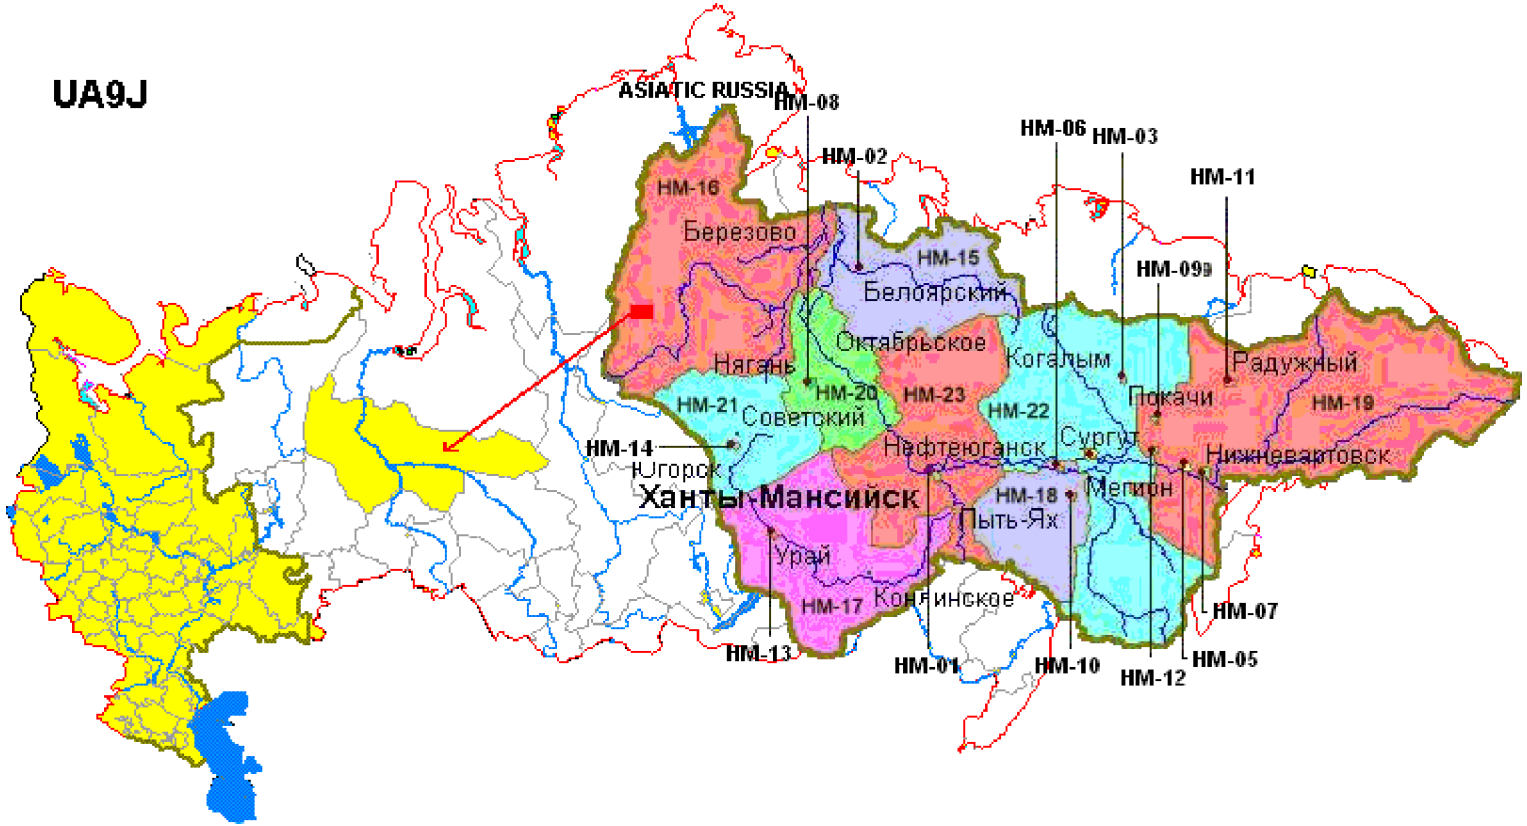 UA9J
ASIATIC RUSSIA
HM-08
HM-06
HM-03
HM-02
HM-11
HM-16
Березово
HM-15
HM-099
Белоярский
Октябрьское
Когалым
Радужный
Нягань
HM-20
HM-23
HM-22
Покачи
HM-19
HM-21
Советский
HM-14
Нефтеюганск
Сургут
Нижневартовск
Югорск
Ханты-Мансийск
HM-18
Мегион
Пыть-Ях
Урай
HM-17
HM-07
HM-13
HM-01
HM-10
HM-05
HM-12